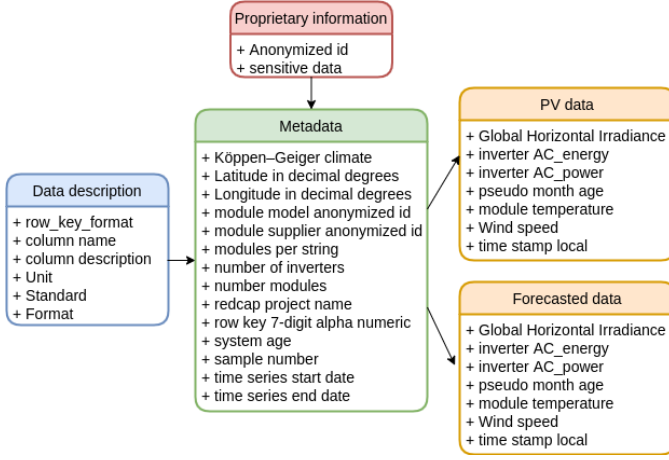 Proprietary information
+ Anonymized id
+ sensitive data
Data description
+ row_key_format
+ column name
+ column description
+ Unit
+ Standard
+ Format
Metadata
+ Köppen–Geiger climate
+ Latitude in decimal degrees
+ Longitude in decimal degrees
+ module model anonymized id
+ module supplier anonymized id
+ modules per string
+ number of inverters
+ number modules
+ redcap project name
+ row key 7-digit alpha numeric
+ system age
+ sample number
+ time series start date
+ time series end date
PV data
+ Global Horizontal Irradiance
+ inverter AC_energy
+ inverter AC_power
+ pseudo month age
+ module temperature
+ Wind speed
+ time stamp local
Forecasted data
+ Global Horizontal Irradiance
+ inverter AC_energy
+ inverter AC_power
+ pseudo month age
+ module temperature
+ Wind speed
+ time stamp local